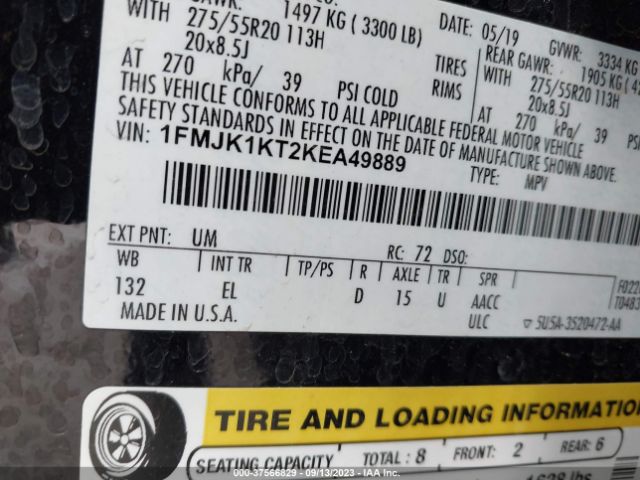 1497 KG ( 3300 LB)
WITH 275/55R20 113H
20x8.5J
AT 270 kPa/ 39 PSI COLD
TIRES
RIMS
DATE: 05/19 GVWR: 3334 KG
REAR GAWR: 1905 KG (
WITH 275/55R20 113H
20x8.5J
AT 270 kPa/ 39
THIS VEHICLE CONFORMS TO ALL APPLICABLE FEDERAL MOTOR VEHICLE
SAFETY STANDARDS IN EFFECT ON THE DATE OF MANUFACTURE SHOWN ABOVE.
VIN: 1FMJK1KT2KEA49889
TYPE: MPV
EXT PNT: UM RC: 72 DSO:
WB INT TR TP/PS R AXLE TR SPR
132 EL D 15 U AACC
ULC
MADE IN U.S.A.
5U5A-3520472-AA
TIRE AND LOADING INFORMATION
SEATING CAPACITY TOTAL : 8 FRONT: 2 REAR: 6
COPART: 37566829 - 09/13/2023 -